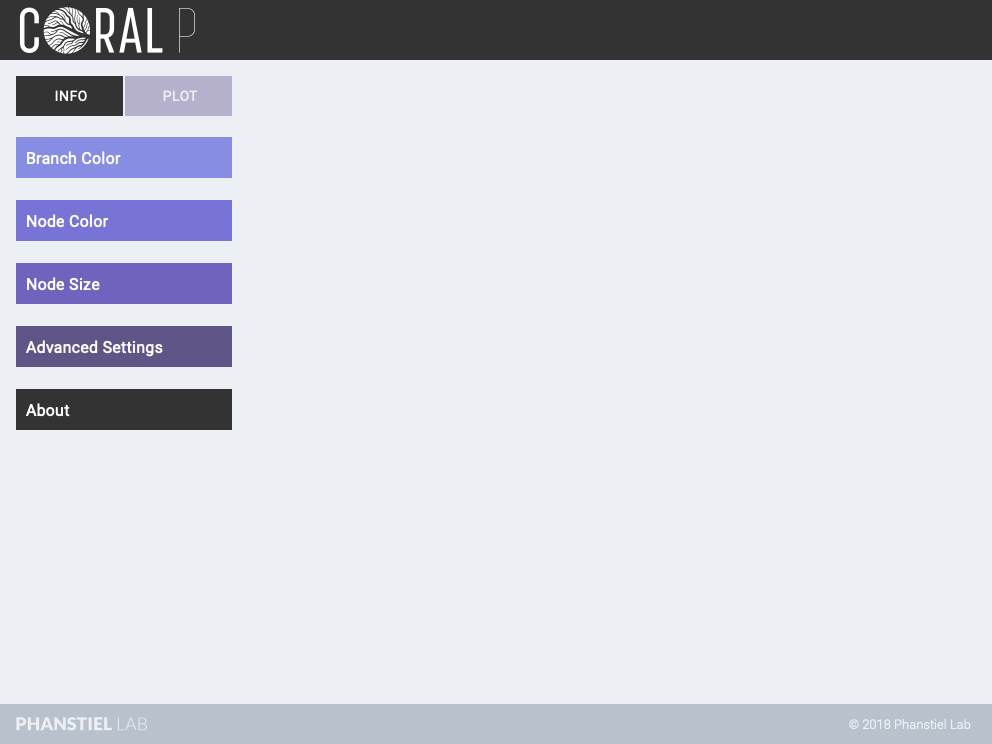 CORAL P
INFO PLOT
Branch Color
Node Color
Node Size
Advanced Settings
About
PHANSTIEL LAB © 2018 Phanstiel Lab